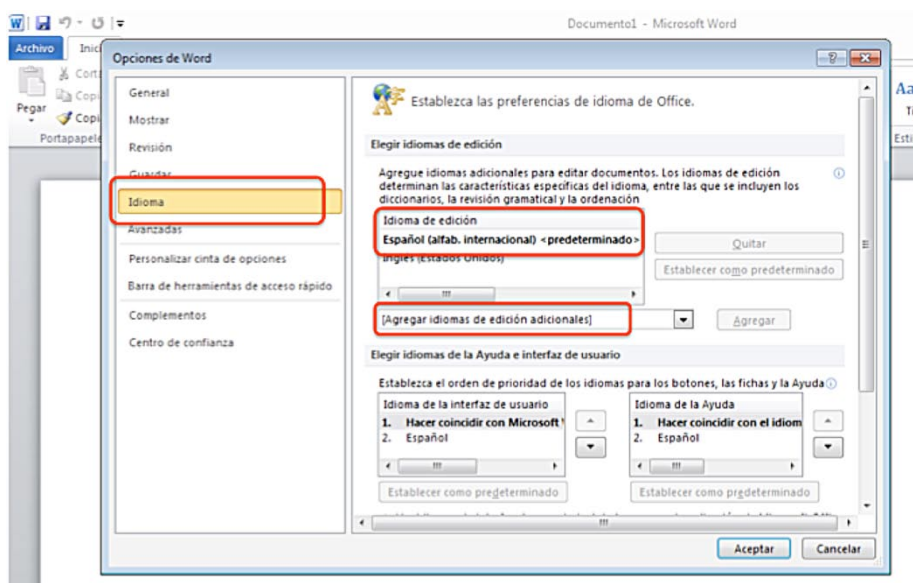 Documento1 - Microsoft Word
Archivo
Pegar
Opciones de Word
General
Mostrar
Revisión
Guardar
Idioma
Avanzadas
Personalizar cinta de opciones
Barra de herramientas de acceso rápido
Complementos
Centro de confianza
Establezca las preferencias de idioma de Office.
Elegir idiomas de edición
Agregue idiomas adicionales para editar documentos. Los idiomas de edición
determinan las características específicas del idioma, entre las que se incluyen los
diccionarios, la revisión gramatical y la ordenación
Idioma de edición
Español (alfab. internacional) <predeterminado>
Inglés (Estados Unidos)
Quitar
Establecer como predeterminado
[Agregar idiomas de edición adicionales]
Agregar
Elegir idiomas de la Ayuda e interfaz de usuario
Establezca el orden de prioridad de los idiomas para los botones, las fichas y la Ayuda
Idioma de la interfaz de usuario
1. Hacer coincidir con Microsoft
2. Español
Establecer como predeterminado
Idioma de la Ayuda
1. Hacer coincidir con el idiom
2. Español
Establecer como predeterminado
Aceptar
Cancelar